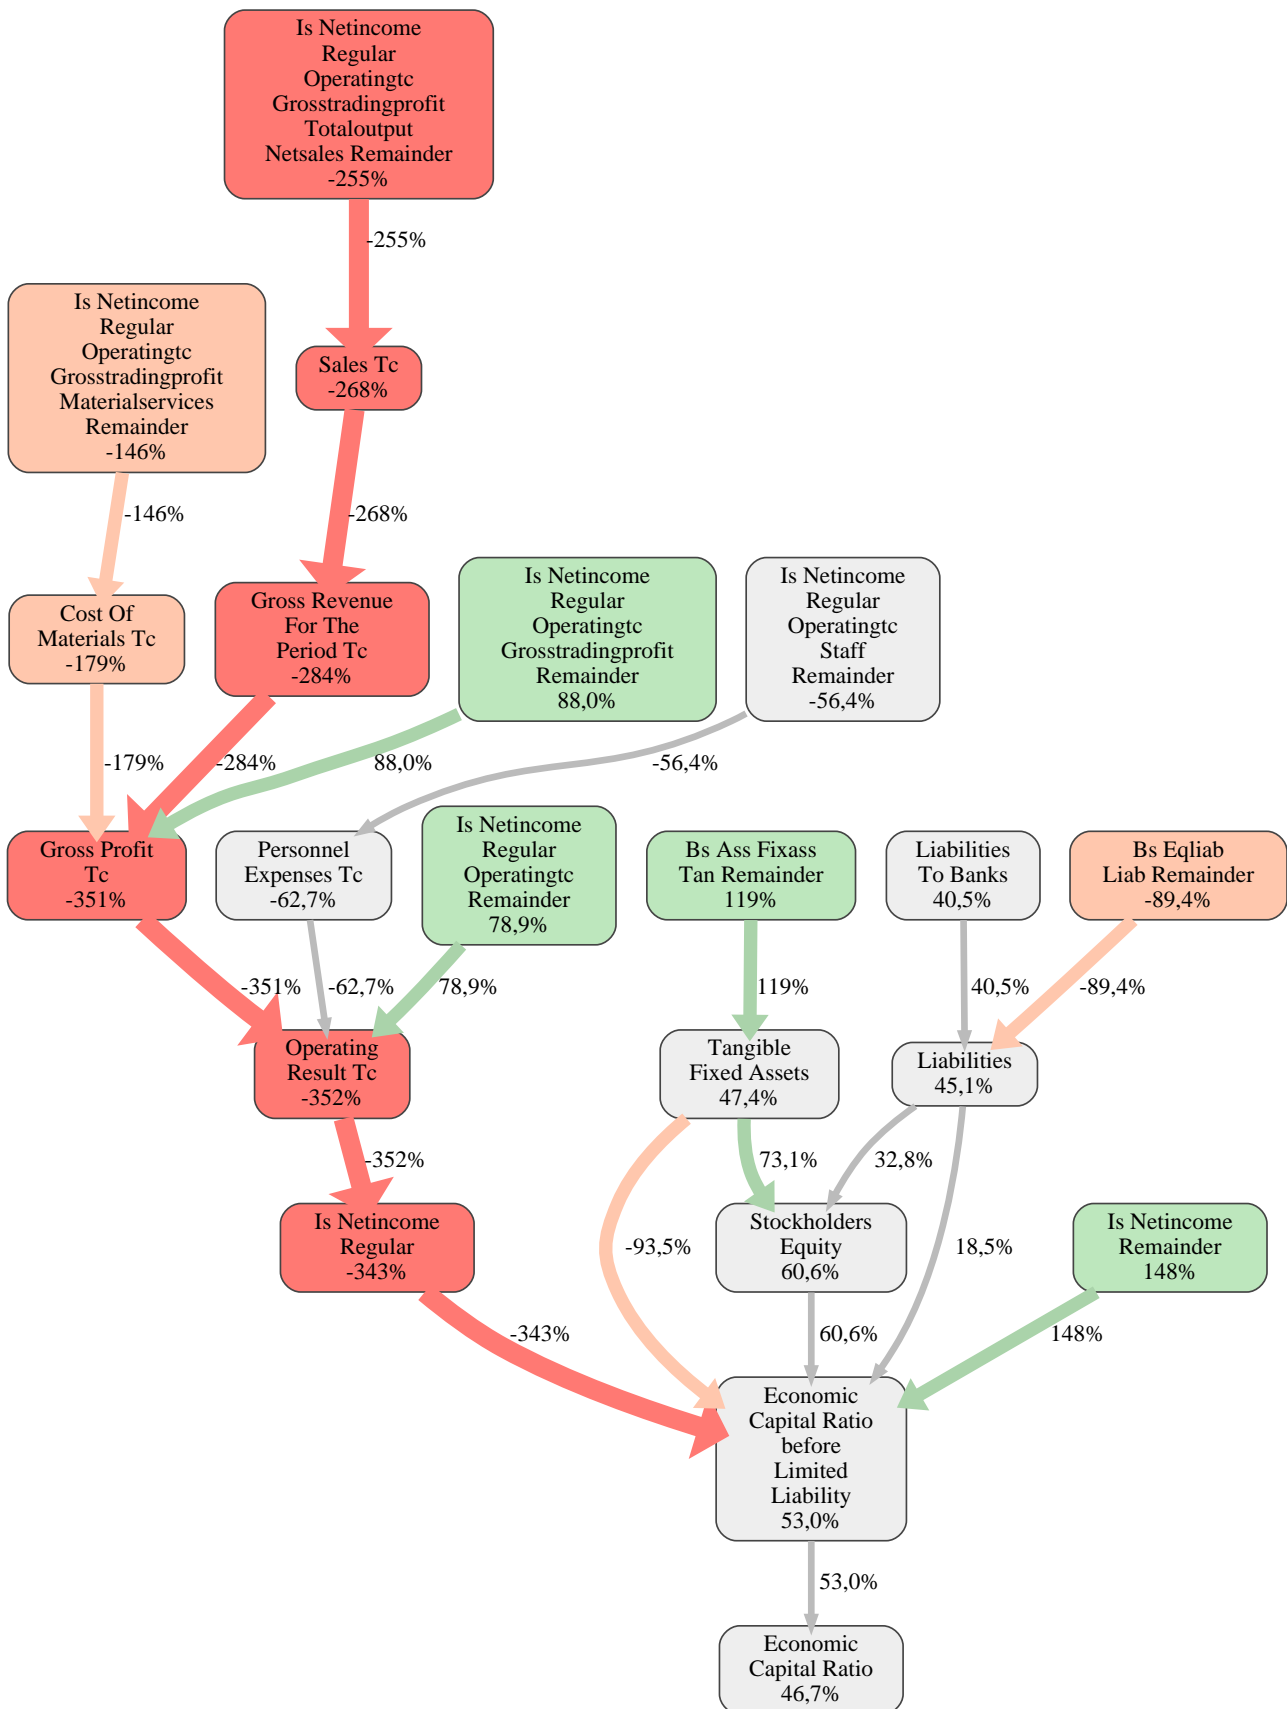 Is Netincome
Regular
Operatingtc
Grosstradingprofit
Totaloutput
Netsales Remainder
-255%
-255%
Is Netincome
Regular
Operatingtc
Grosstradingprofit
Materialservices
Remainder
-146%
Sales Tc
-268%
-146%
-268%
Cost Of
Materials Tc
-179%
Gross Revenue
For The
Period Tc
-284%
Is Netincome
Regular
Operatingtc
Grosstradingprofit
Remainder
88,0%
Is Netincome
Regular
Operatingtc
Staff
Remainder
-56,4%
-179%
-284%
88,0%
-56,4%
Gross Profit
Tc
-351%
Personnel
Expenses Tc
-62,7%
Is Netincome
Regular
Operatingtc
Remainder
78,9%
Bs Ass Fixass
Tan Remainder
119%
Liabilities
To Banks
40,5%
Bs Eqliab
Liab Remainder
-89,4%
-351%
-62,7%
78,9%
119%
40,5%
-89,4%
Operating
Result Tc
-352%
Tangible
Fixed Assets
47,4%
Liabilities
45,1%
-352%
73,1%
32,8%
Is Netincome
Regular
-343%
-93,5%
Stockholders
Equity
60,6%
18,5%
Is Netincome
Remainder
148%
-343%
60,6%
148%
Economic
Capital Ratio
before
Limited
Liability
53,0%
53,0%
Economic
Capital Ratio
46,7%